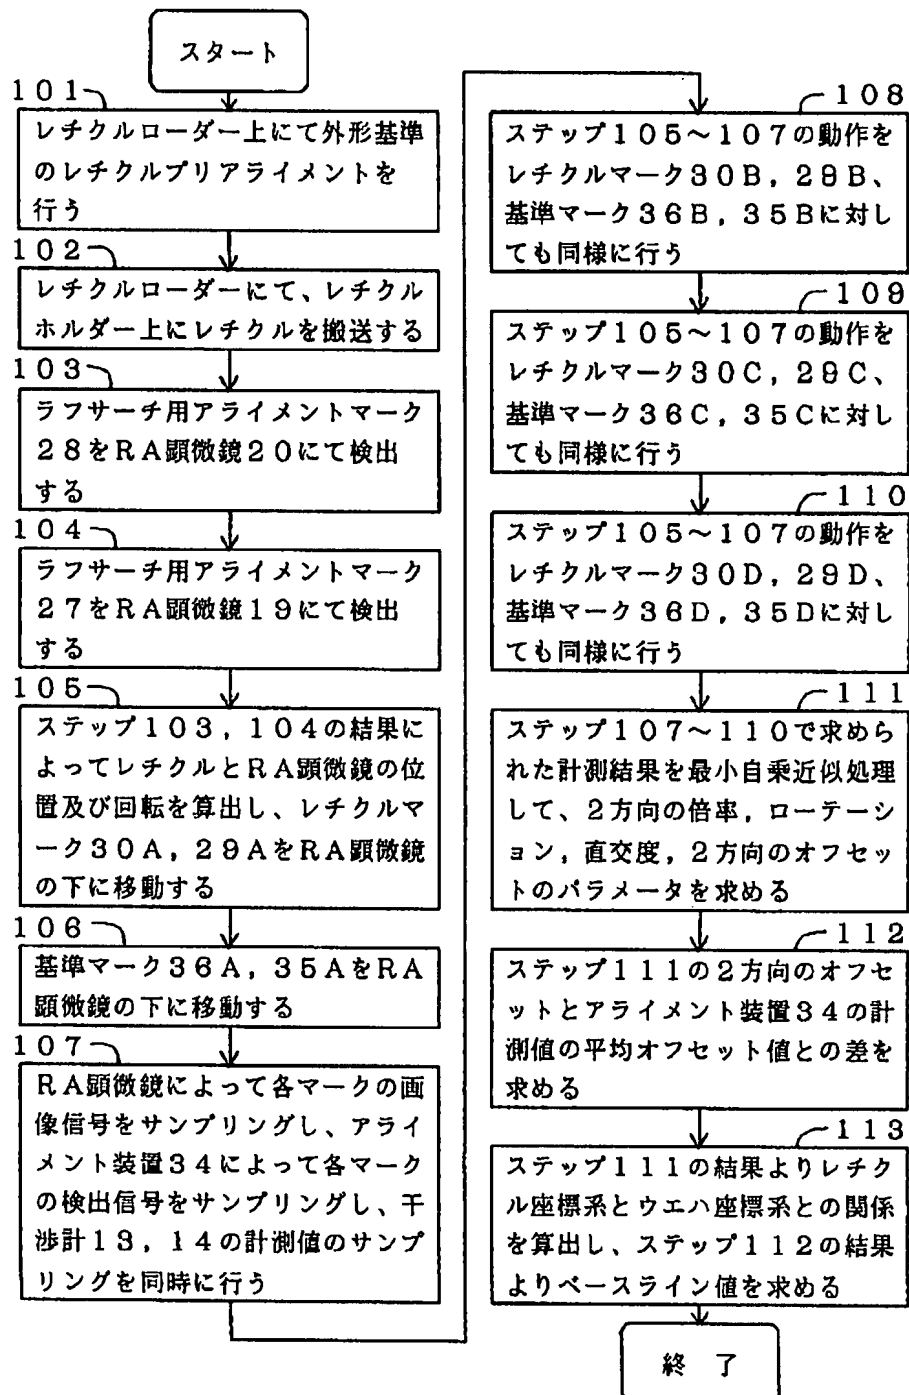 スタート
101
レチクルローダー上にて外形基準
のレチクルプリアライメントを
行う
102
レチクルローダーにて、レチクル
ホルダー上にレチクルを搬送する
103
ラフサーチ用アライメントマーク
28をRA顕微鏡20にて検出
する
104
ラフサーチ用アライメントマーク
27をRA顕微鏡19にて検出
する
105
ステップ103,104の結果に
よってレチクルとRA顕微鏡の位
置及び回転を算出し、レチクルマ
ーク30A,29AをRA顕微鏡
の下に移動する
106
基準マーク36A,35AをRA
顕微鏡の下に移動する
107
RA顕微鏡によって各マークの画
像信号をサンプリングし、アライ
メント装置34によって各マーク
の検出信号をサンプリングし、干
渉計13,14の計測値のサンプ
リングを同時に行う
108
ステップ105~107の動作を
レチクルマーク30B,29B、
基準マーク36B,35Bに対し
ても同様に行う
109
ステップ105~107の動作を
レチクルマーク30C,29C、
基準マーク36C,35Cに対し
ても同様に行う
110
ステップ105~107の動作を
レチクルマーク30D,29D、
基準マーク36D,35Dに対し
ても同様に行う
111
ステップ107~110で求めら
れた計測結果を最小自乗近似処理
して、2方向の倍率,ローテーシ
ョン,直交度,2方向のオフセッ
トのパラメータを求める
112
ステップ111の2方向のオフセ
ットとアライメント装置34の計
測値の平均オフセット値との差を
求める
113
ステップ111の結果よりレチク
ル座標系とウエハ座標系との関係
を算出し、ステップ112の結果
よりベースライン値を求める
終 了